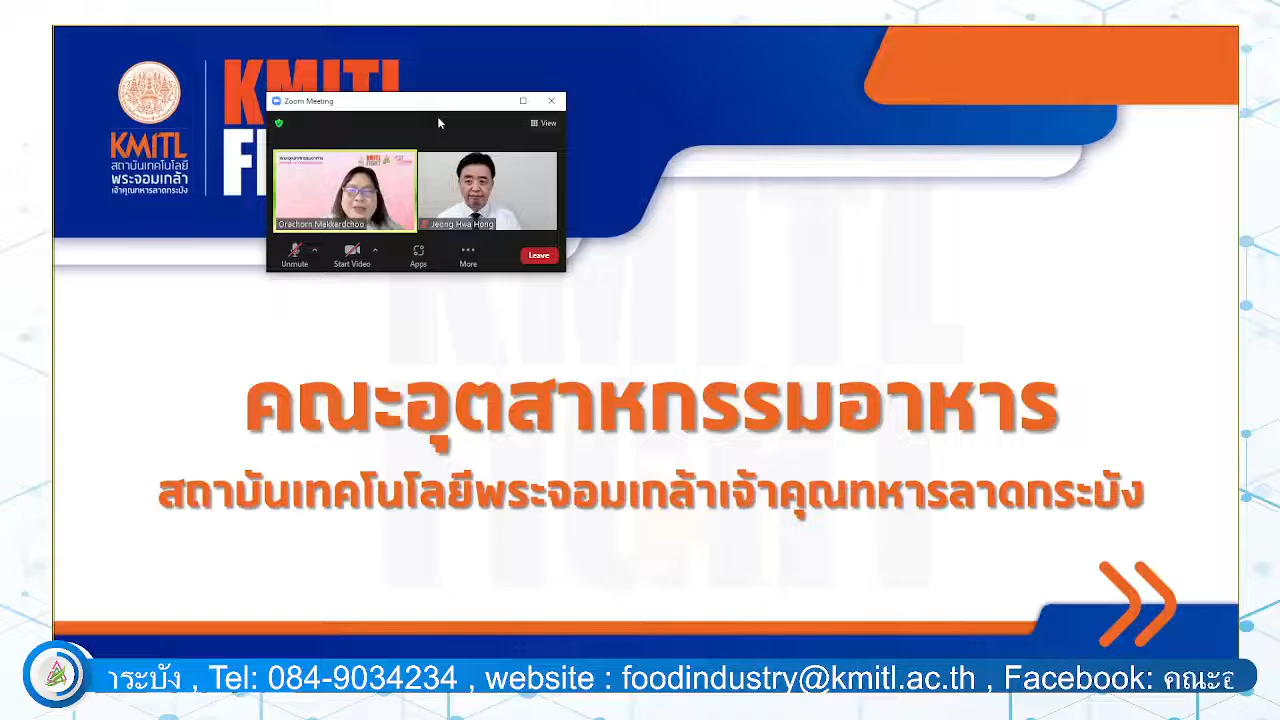 KMITL
สถาบันเทคโนโลยี
พระจอมเกล้า
เจ้าคุณทหารลาดกระบัง
KMITL
Zoom Meeting
View
Orachorn Mekkerdchoo
Jeong Hwa Hong
Unmute
Start Video
Apps
More
Leave
คณะอุตสาหกรรมอาหาร
สถาบันเทคโนโลยีพระจอมเกล้าเจ้าคุณทหารลาดกระบัง
าระบัง , Tel: 084-9034234 , website : foodindustry@kmitl.ac.th , Facebook: คณะอ